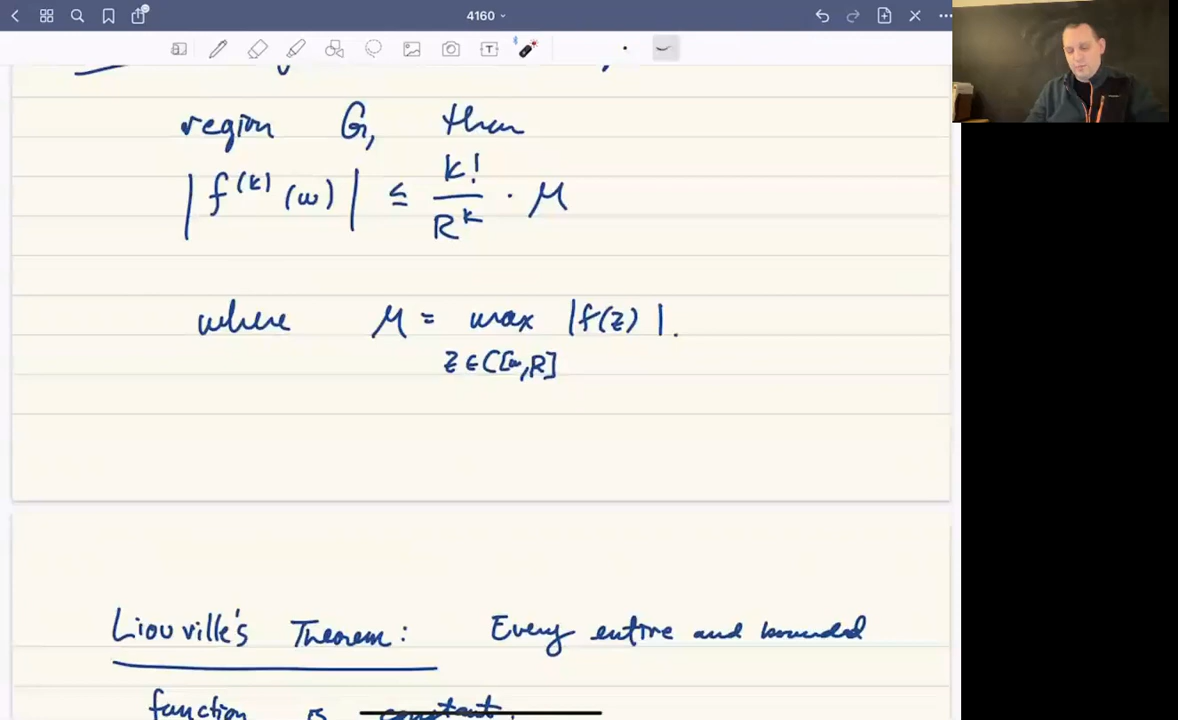 4160
region G, then
|f^(k)(w)| ≤ k!/R^k · M
where M = max |f(z)|.
z ∈ C[w,R]
Liouville's Theorem: Every entire and bounded
function is constant.